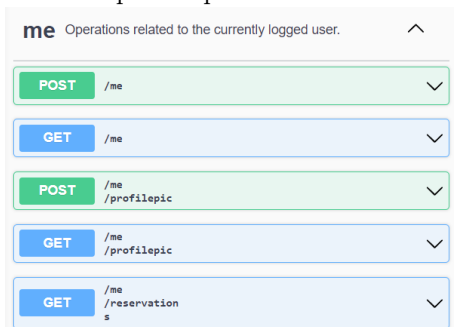 me Operations related to the currently logged user.
POST /me
GET /me
POST /me
/profilepic
GET /me
/profilepic
GET /me
/reservation
s